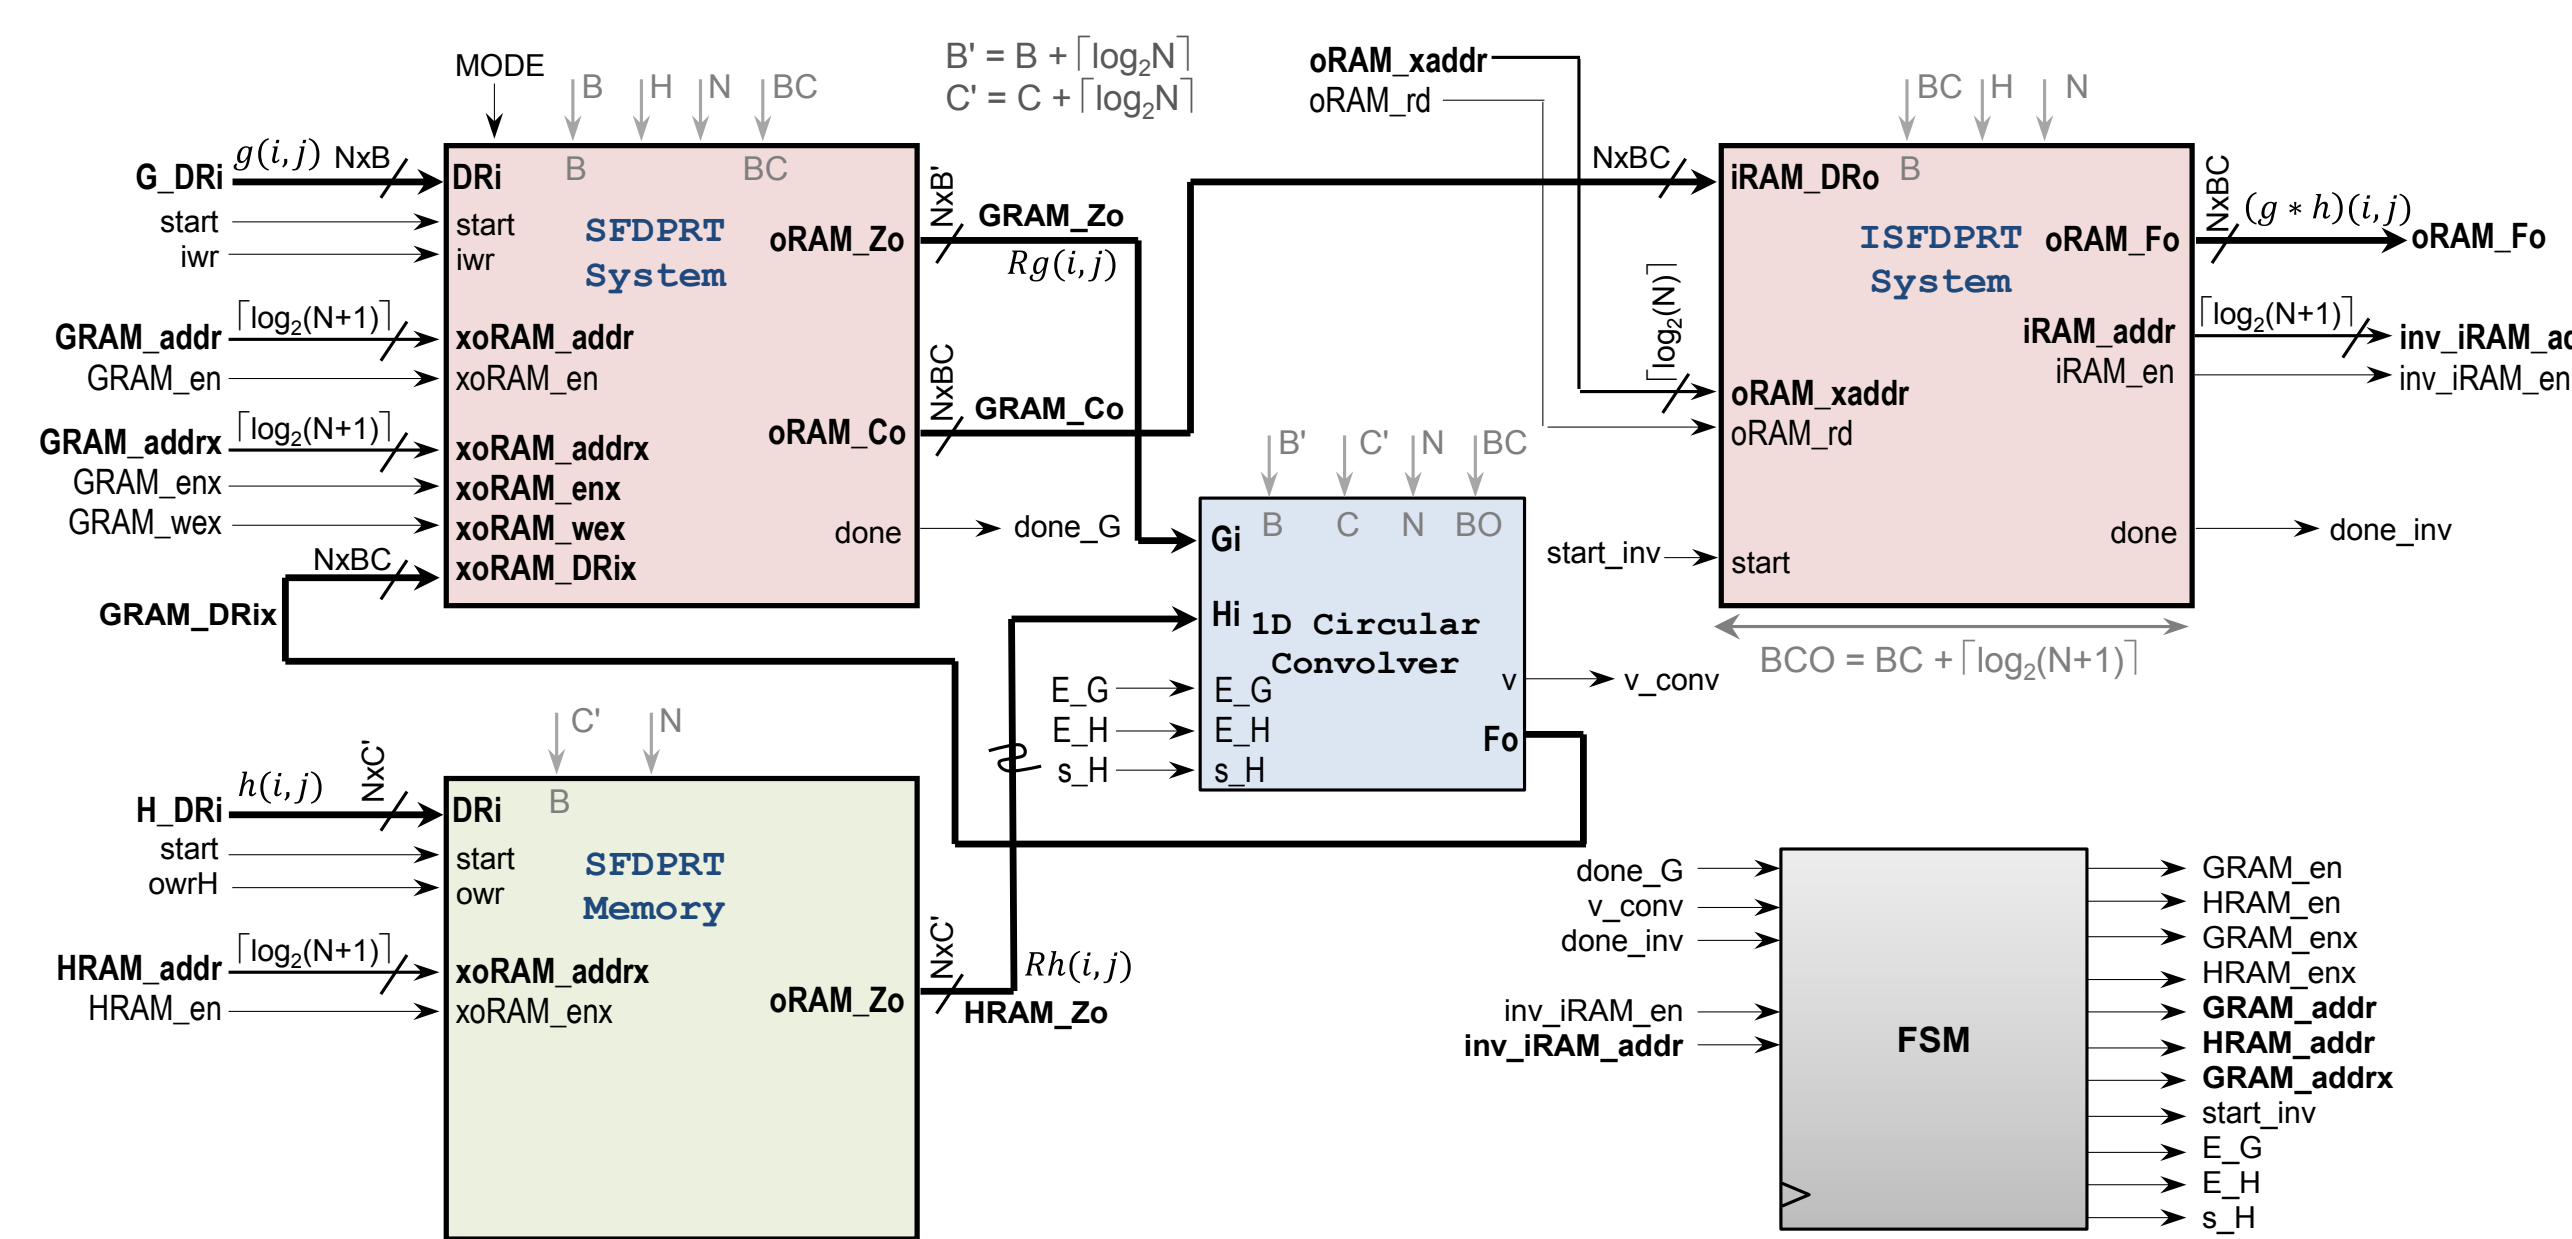 MODE
B
H
N
BC
B' = B + ⌈log₂N⌉
C' = C + ⌈log₂N⌉
oRAM_xaddr
oRAM_rd
BC
H
N
G_DRi
g(i,j)
NxB
start
iwr
GRAM_addr
⌈log₂(N+1)⌉
GRAM_en
GRAM_addrx
⌈log₂(N+1)⌉
GRAM_enx
GRAM_wex
NxBC
GRAM_DRix
DRi
B
BC
start
iwr
SFDPRT
System
oRAM_Zo
xoRAM_addr
xoRAM_en
oRAM_Co
xoRAM_addrx
xoRAM_enx
xoRAM_wex
done
xoRAM_DRix
NxB'
GRAM_Zo
Rg(i,j)
NxBC
GRAM_Co
done_G
B'
C'
N
BC
B
C
N
BO
Gi
Hi
1D Circular
Convolver
E_G
E_H
s_H
E_G
E_H
s_H
v
Fo
v_conv
NxBC
⌈log₂(N)⌉
iRAM_DRo
B
ISFDPRT
System
oRAM_Fo
iRAM_addr
iRAM_en
oRAM_xaddr
oRAM_rd
done
start_inv
start
NxBC
(g∗h)(i,j)
oRAM_Fo
⌈log₂(N+1)⌉
inv_iRAM_en
done_inv
BCO = BC + ⌈log₂(N+1)⌉
C'
N
H_DRi
h(i,j)
NxC'
start
owrH
HRAM_addr
⌈log₂(N+1)⌉
HRAM_en
DRi
B
start
owr
SFDPRT
Memory
xoRAM_addrx
xoRAM_enx
oRAM_Zo
NxC'
Rh(i,j)
HRAM_Zo
done_G
v_conv
done_inv
inv_iRAM_en
inv_iRAM_addr
FSM
GRAM_en
HRAM_en
GRAM_enx
HRAM_enx
GRAM_addr
HRAM_addr
GRAM_addrx
start_inv
E_G
E_H
s_H